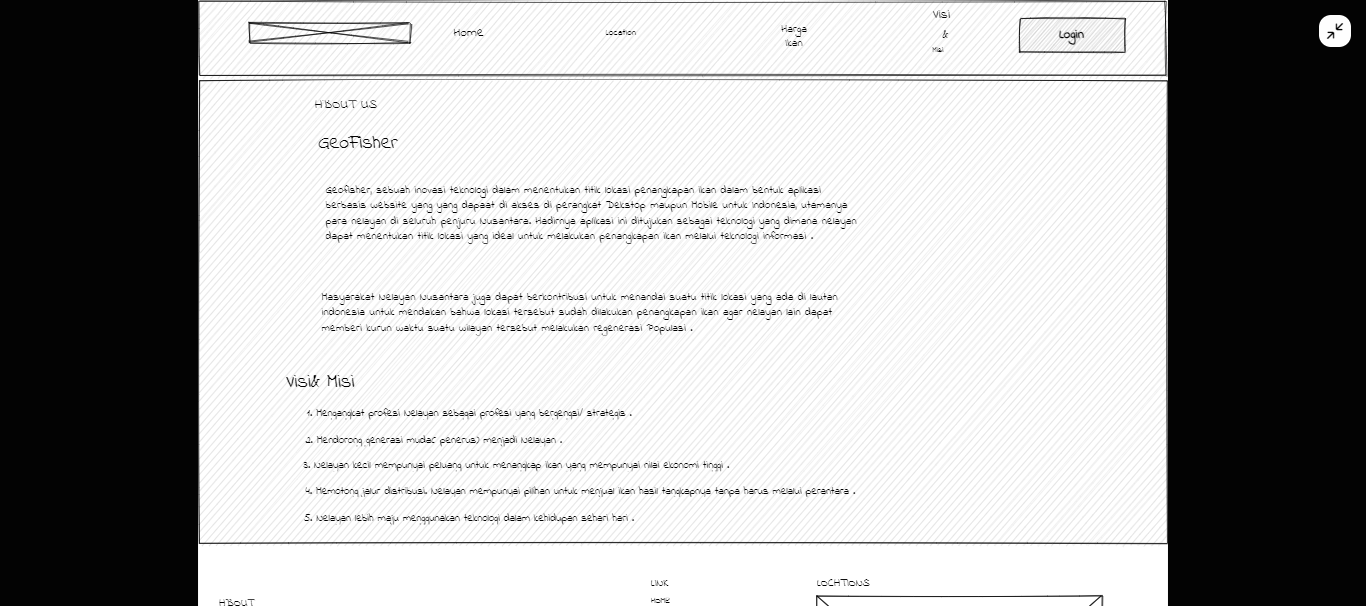 Home
Location
Harga
Ikan
Visi
&
Misi
Login
ABOUT US
GeoFisher
Geofisher, sebuah inovasi teknologi dalam menentukan titik lokasi penangkapan ikan dalam bentuk aplikasi
berbasis website yang yang dapaat di akses di perangkat Dekstop maupun Mobile untuk Indonesia, utamanya
para nelayan di seluruh penjuru Nusantara. Hadirnya aplikasi ini ditujukan sebagai teknologi yang dimana nelayan
dapat menentukan titik lokasi yang ideal untuk melakukan penangkapan ikan melalui teknologi informasi .
Masyarakat Nelayan Nusantara juga dapat berkontribusi untuk menandai suatu titik lokasi yang ada di lautan
indonesia untuk mendakan bahwa lokasi tersebut sudah dilakukan penangkapan ikan agar nelayan lain dapat
memberi kurun waktu suatu wilayan tersebut melakukan regenerasi Populasi .
Visi& Misi
1. Mengangkat profesi Nelayan sebagai profesi yang bergengsi/ strategis .
2. Mendorong generasi muda( penerus) menjadi Nelayan .
3. Nelayan kecil mempunyai peluang untuk menangkap ikan yang mempunyai nilai ekonomi tinggi .
4. Memotong jalur distribusi. Nelayan mempunyai pilihan untuk menjual ikan hasil tangkapnya tanpa harus melalui perantara .
5. Nelayan lebih maju menggunakan teknologi dalam kehidupan sehari hari .
LINK
LOCATIONS
HOME
ABOUT